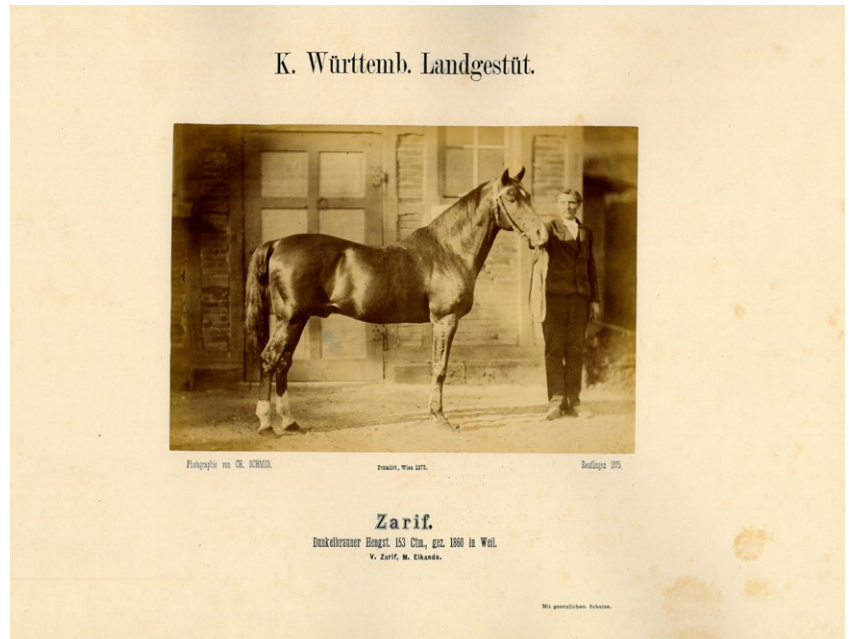 K. Württemb. Landgestüt.
Photographie von CH. SCHMID.
Prämiirt, Wien 1873.
Reutlingen 1875.
Zarif.
Dunkelbrauner Hengst. 153 Ctm., gez. 1860 in Weil.
V. Zarif, M. Elkanda.
Mit gesetzlichem Schutze.